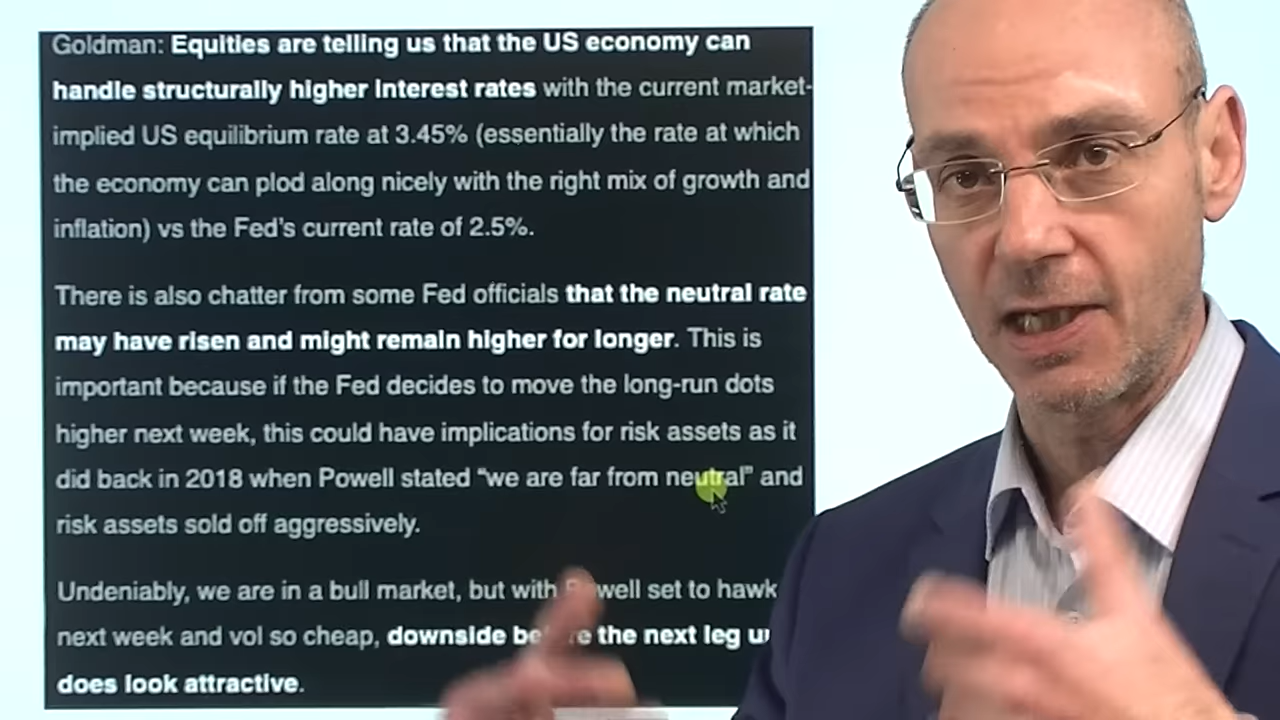 Goldman: Equities are telling us that the US economy can
handle structurally higher interest rates with the current market-
implied US equilibrium rate at 3.45% (essentially the rate at which
the economy can plod along nicely with the right mix of growth and
inflation) vs the Fed's current rate of 2.5%.
There is also chatter from some Fed officials that the neutral rate
may have risen and might remain higher for longer. This is
important because if the Fed decides to move the long-run dots
higher next week, this could have implications for risk assets as it
did back in 2018 when Powell stated “we are far from neutral” and
risk assets sold off aggressively.
Undeniably, we are in a bull market, but with Powell set to hawk
next week and vol so cheap, downside before the next leg
does look attractive.